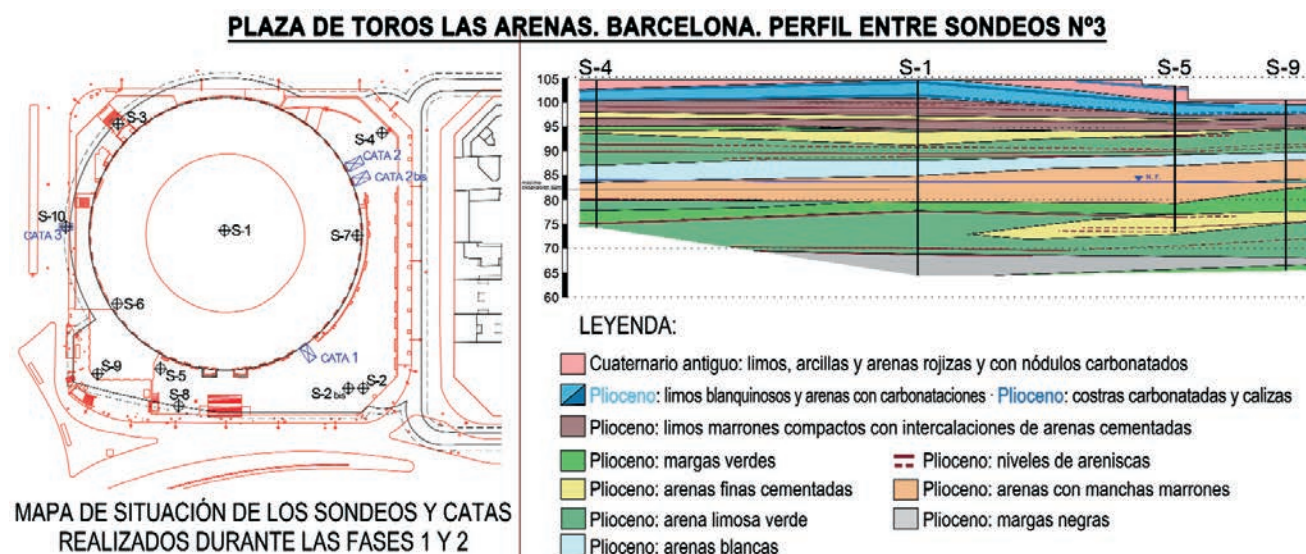 PLAZA DE TOROS LAS ARENAS. BARCELONA. PERFIL ENTRE SONDEOS Nº3
S-3
S-4
CATA 2
CATA 2 bis
S-10
CATA 3
S-1
S-7
S-6
CATA 1
S-9
S-5
S-2
S-2 bis
S-8
MAPA DE SITUACIÓN DE LOS SONDEOS Y CATAS
REALIZADOS DURANTE LAS FASES 1 Y 2
S-4
S-1
S-5
S-9
105
100
95
90
85
80
75
70
65
60
N.F.
LEYENDA:
Cuaternario antiguo: limos, arcillas y arenas rojizas y con nódulos carbonatados
Plioceno: limos blanquinosos y arenas con carbonataciones · Plioceno: costras carbonatadas y calizas
Plioceno: limos marrones compactos con intercalaciones de arenas cementadas
Plioceno: margas verdes
Plioceno: niveles de areniscas
Plioceno: arenas finas cementadas
Plioceno: arenas con manchas marrones
Plioceno: arena limosa verde
Plioceno: margas negras
Plioceno: arenas blancas